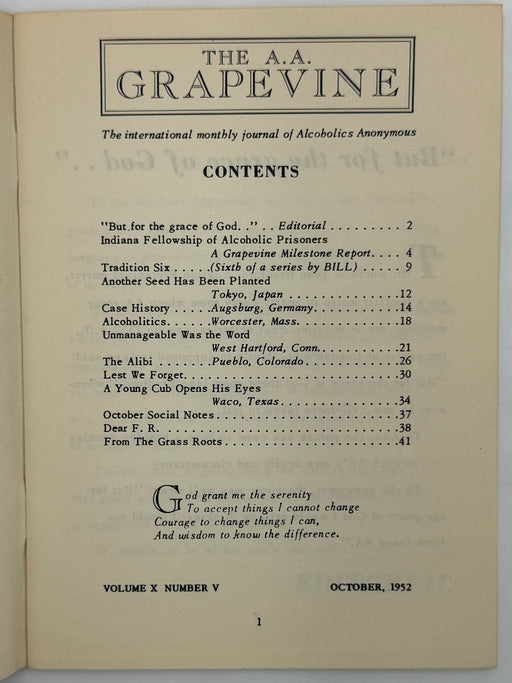 THE A.A.
GRAPEVINE
The international monthly journal of Alcoholics Anonymous
CONTENTS
"But for the grace of God. ." . . Editorial . . . . . . . . . 2
Indiana Fellowship of Alcoholic Prisoners
A Grapevine Milestone Report. . . . 4
Tradition Six . . . . .(Sixth of a series by BILL) . . . . . 9
Another Seed Has Been Planted
Tokyo, Japan . . . . . . . . . . . .12
Case History . . . . .Augsburg, Germany. . . . . . . . .14
Alcoholitics. . . . . .Worcester, Mass. . . . . . . . . . .18
Unmanageable Was the Word
West Hartford, Conn. . . . . . . . .21
The Alibi . . . . . . .Pueblo, Colorado . . . . . . . . . .26
Lest We Forget. . . . . . . . . . . . . . . . . . . . . . .30
A Young Cub Opens His Eyes
Waco, Texas. . . . . . . . . . . . .34
October Social Notes . . . . . . . . . . . . . . . . . . .37
Dear F. R. . . . . . . . . . . . . . . . . . . . . . . . . .38
From The Grass Roots . . . . . . . . . . . . . . . . . .41
God grant me the serenity
To accept things I cannot change
Courage to change things I can,
And wisdom to know the difference.
VOLUME X NUMBER V OCTOBER, 1952
1